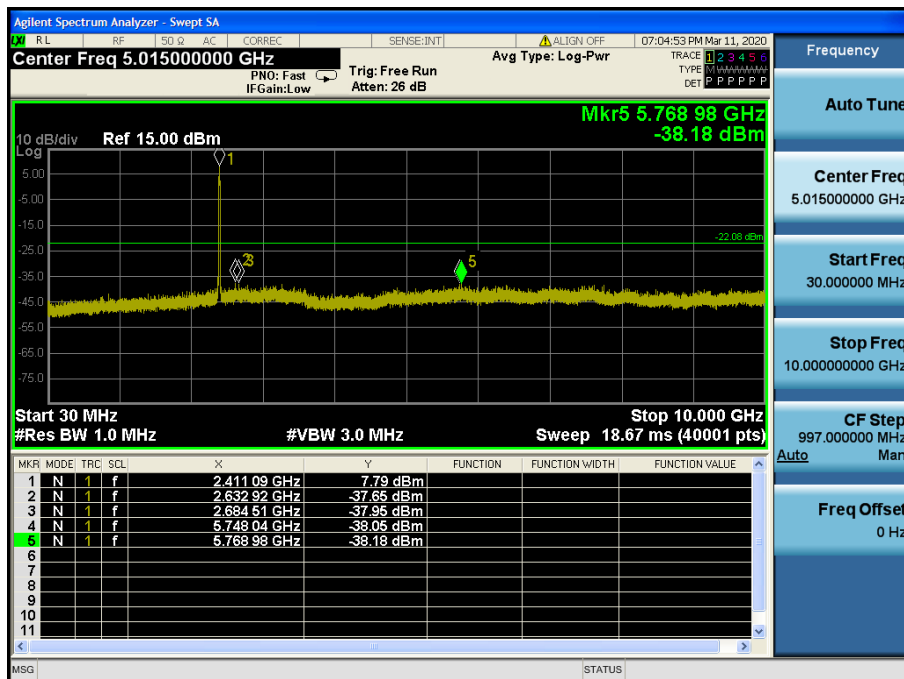 Agilent Spectrum Analyzer - Swept SA
LXI RL RF 50 Ω AC CORREC SENSE:INT ALIGN OFF 07:04:53 PM Mar 11, 2020
Center Freq 5.015000000 GHz
PNO: Fast
IFGain:Low
Trig: Free Run
Atten: 26 dB
Avg Type: Log-Pwr
TRACE 1 2 3 4 5 6
TYPE M WWWWW
DET P P P P P P
Mkr5 5.768 98 GHz
-38.18 dBm
10 dB/div
Log
Ref 15.00 dBm
5.00
-5.00
-15.0
-25.0
-35.0
-45.0
-55.0
-65.0
-75.0
1
2
3
5
-22.08 dBm
Start 30 MHz
Stop 10.000 GHz
#Res BW 1.0 MHz
#VBW 3.0 MHz
Sweep 18.67 ms (40001 pts)
MKR MODE TRC SCL X Y FUNCTION FUNCTION WIDTH FUNCTION VALUE
1 N 1 f 2.411 09 GHz 7.79 dBm
2 N 1 f 2.632 92 GHz -37.65 dBm
3 N 1 f 2.684 51 GHz -37.95 dBm
4 N 1 f 5.748 04 GHz -38.05 dBm
5 N 1 f 5.768 98 GHz -38.18 dBm
6
7
8
9
10
11
MSG
STATUS
Frequency
Auto Tune
Center Freq
5.015000000 GHz
Start Freq
30.000000 MHz
Stop Freq
10.000000000 GHz
CF Step
997.000000 MHz
Auto Man
Freq Offset
0 Hz